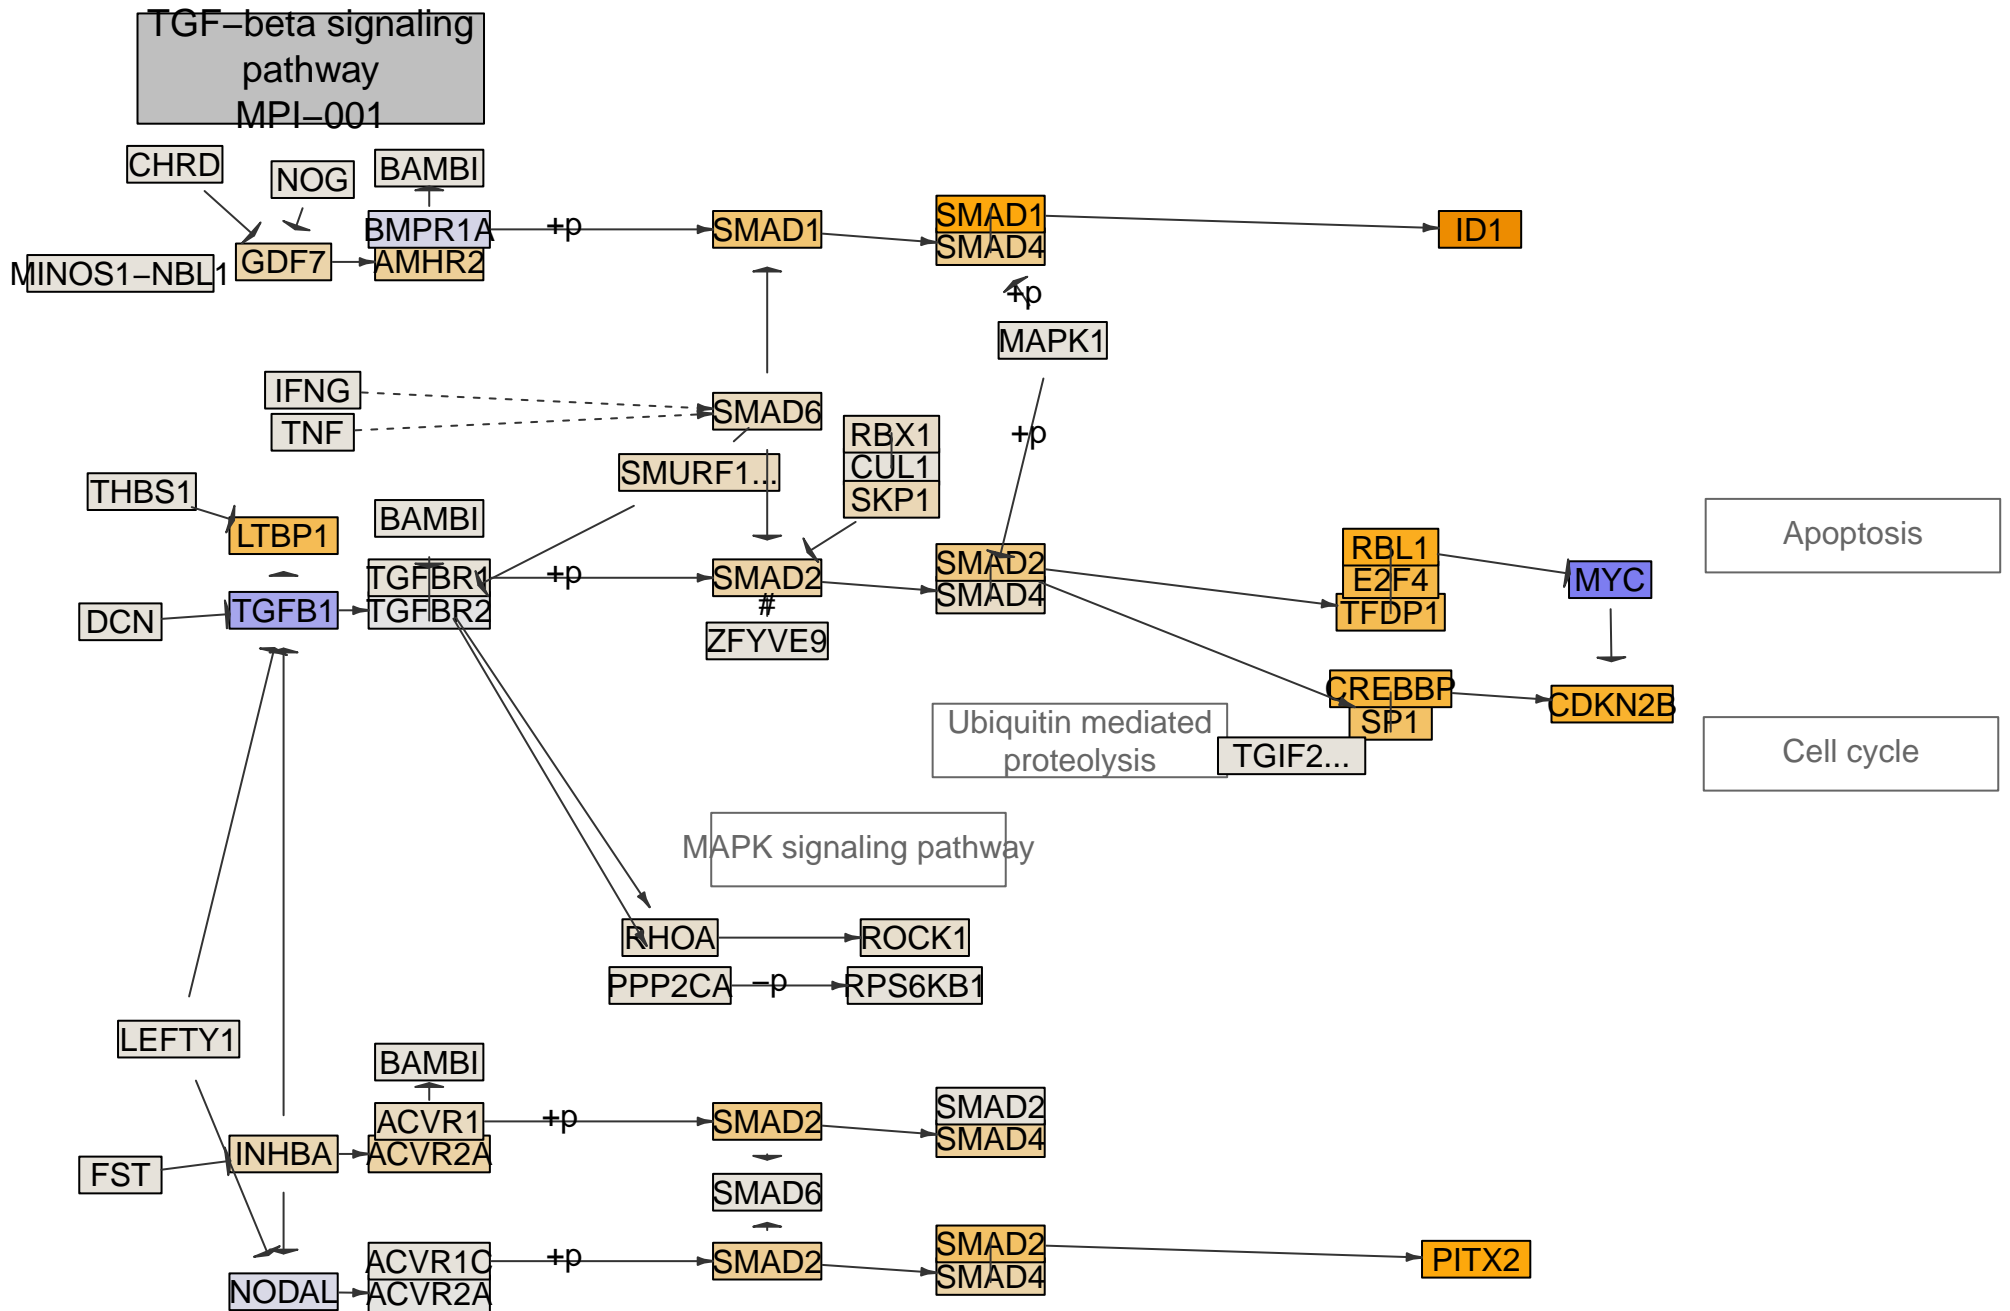 TGF−beta signaling
pathway
MPI−001
CHRD
NOG
BAMBI
BMPR1A
+p
SMAD1
SMAD1
SMAD4
ID1
MINOS1−NBL1
GDF7
AMHR2
+p
MAPK1
IFNG
TNF
SMAD6
RBX1
CUL1
SKP1
+p
SMURF1...
THBS1
LTBP1
BAMBI
TGFBR1
TGFBR2
+p
SMAD2
#
ZFYVE9
SMAD2
SMAD4
RBL1
E2F4
TFDP1
MYC
Apoptosis
DCN
TGFB1
CREBBP
SP1
CDKN2B
TGIF2...
Ubiquitin mediated
proteolysis
Cell cycle
MAPK signaling pathway
RHOA
ROCK1
PPP2CA
−p
RPS6KB1
LEFTY1
BAMBI
ACVR1
ACVR2A
+p
SMAD2
SMAD2
SMAD4
INHBA
FST
SMAD6
ACVR1C
ACVR2A
+p
SMAD2
SMAD2
SMAD4
PITX2
NODAL